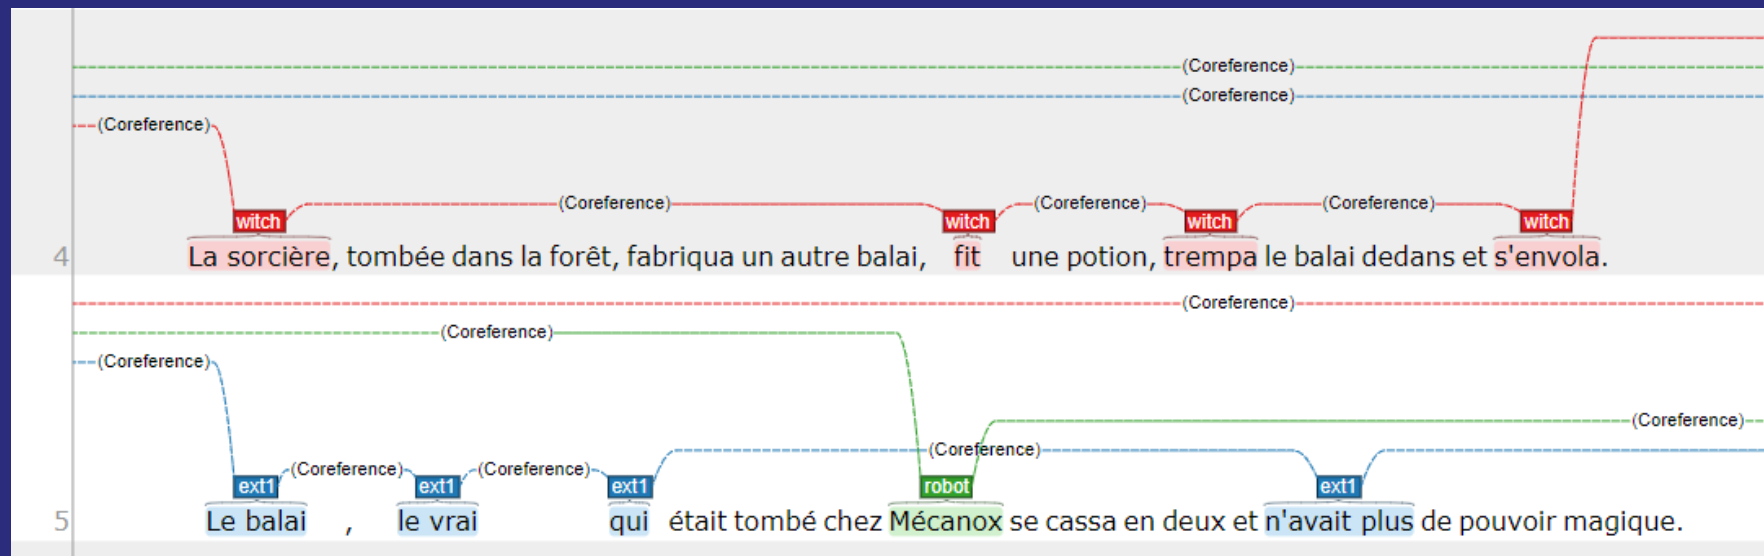 (Coreference)
(Coreference)
(Coreference)
(Coreference) (Coreference) (Coreference)
witch witch witch witch
4 La sorcière, tombée dans la forêt, fabriqua un autre balai, fit une potion, trempa le balai dedans et s'envola.
(Coreference)
(Coreference)
(Coreference)
(Coreference)
(Coreference)
(Coreference) (Coreference)
ext1 ext1 ext1 robot ext1
5 Le balai , le vrai qui était tombé chez Mécanox se cassa en deux et n'avait plus de pouvoir magique.